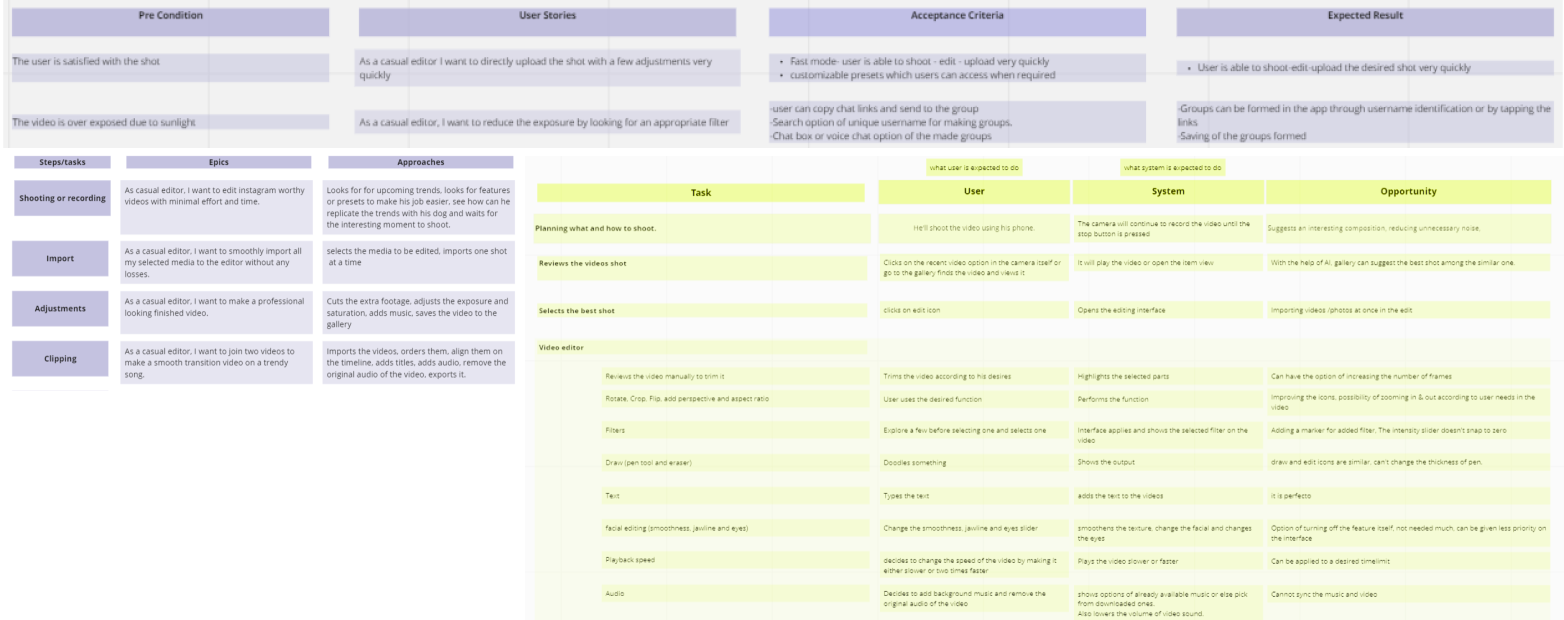 Pre Condition
User Stories
Acceptance Criteria
Expected Result
The user is satisfied with the shot
As a casual editor I want to directly upload the shot with a few adjustments very
quickly
• Fast mode- user is able to shoot - edit - upload very quickly
• customizable presets which users can access when required
• User is able to shoot-edit-upload the desired shot very quickly
The video is over exposed due to sunlight
As a casual editor, I want to reduce the exposure by looking for an appropriate filter
-user can copy chat links and send to the group
-Search option of unique username for making groups.
-Chat box or voice chat option of the made groups
-Groups can be formed in the app through username identification or by tapping the
links
-Saving of the groups formed
Steps/tasks
Epics
Approaches
Shooting or recording
As casual editor, I want to edit instagram worthy
videos with minimal effort and time.
Looks for for upcoming trends, looks for features
or presets to make his job easier, see how can he
replicate the trends with his dog and waits for
the interesting moment to shoot.
Import
As a casual editor, I want to smoothly import all
my selected media to the editor without any
losses.
selects the media to be edited, imports one shot
at a time
Adjustments
As a casual editor, I want to make a professional
looking finished video.
Cuts the extra footage, adjusts the exposure and
saturation, adds music, saves the video to the
gallery
Clipping
As a casual editor, I want to join two videos to
make a smooth transition video on a trendy
song.
Imports the videos, orders them, align them on
the timeline, adds titles, adds audio, remove the
original audio of the video, exports it.
what user is expected to do
what system is expected to do
Task
User
System
Opportunity
Planning what and how to shoot.
He'll shoot the video using his phone.
The camera will continue to record the video until the
stop button is pressed
Suggests an interesting composition, reducing unnecessary noise.
Reviews the videos shot
Clicks on the recent video option in the camera itself or
go to the gallery finds the video and views it
It will play the video or open the item view
With the help of AI, gallery can suggest the best shot among the similar one.
Selects the best shot
clicks on edit icon
Opens the editing interface
Importing videos /photos at once in the edit
Video editor
Reviews the video manually to trim it
Trims the video according to his desires
Highlights the selected parts
Can have the option of increasing the number of frames
Rotate, Crop, Flip, add perspective and aspect ratio
User uses the desired function
Performs the function
Improving the icons, possibility of zooming in & out according to user needs in the
video
Filters
Explore a few before selecting one and selects one
Interface applies and shows the selected filter on the
video
Adding a marker for added filter, The intensity slider doesn't snap to zero
Draw (pen tool and eraser)
Doodles something
Shows the output
draw and edit icons are similar, can't change the thickness of pen.
Text
Types the text
adds the text to the videos
It is perfecto
facial editing (smoothness, jawline and eyes)
Change the smoothness, jawline and eyes slider
smoothens the texture, change the facial and changes
the eyes
Option of turning off the feature itself, not needed much, can be given less priority on
the interface
Playback speed
decides to change the speed of the video by making it
either slower or two times faster
Plays the video slower or faster
Can be applied to a desired timelimit
Audio
Decides to add background music and remove the
original audio of the video
shows options of already available music or else pick
from downloaded ones.
Also lowers the volume of video sound.
Cannot sync the music and video